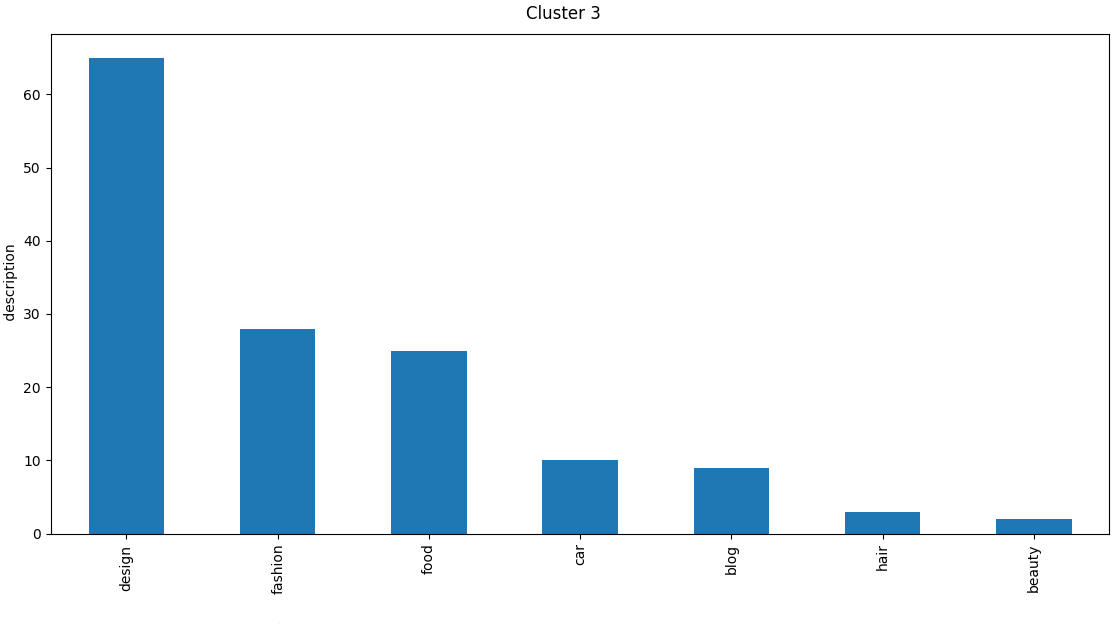 Cluster 3
description
60
50
40
30
20
10
0
design
fashion
food
car
blog
hair
beauty